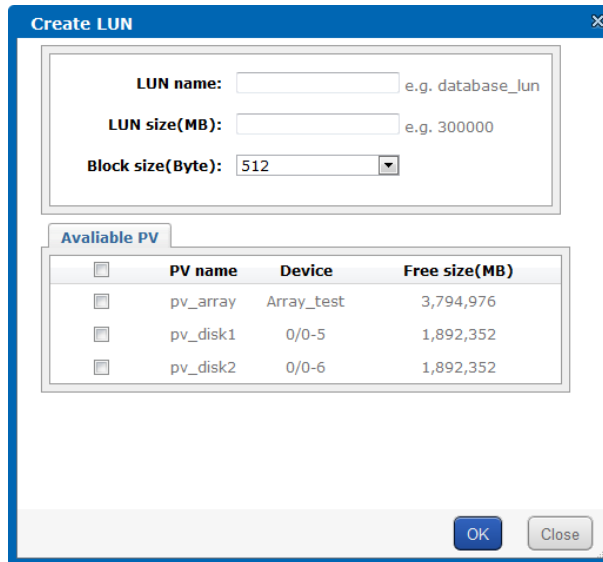 Create LUN
LUN name: e.g. database_lun
LUN size(MB): e.g. 300000
Block size(Byte): 512
Avaliable PV
PV name Device Free size(MB)
pv_array Array_test 3,794,976
pv_disk1 0/0-5 1,892,352
pv_disk2 0/0-6 1,892,352
OK Close